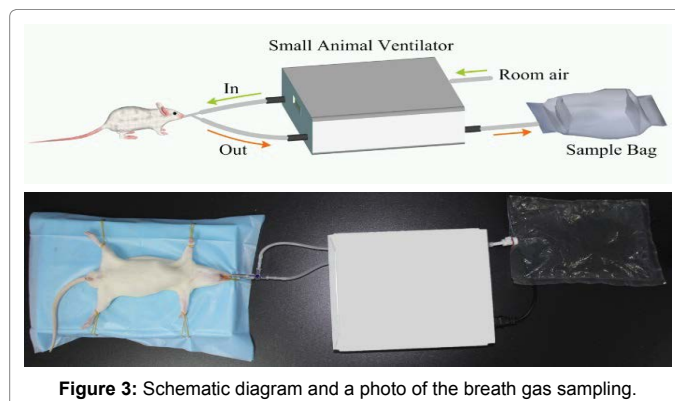 Small Animal Ventilator
In
Room air
Out
Sample Bag
Figure 3: Schematic diagram and a photo of the breath gas sampling.